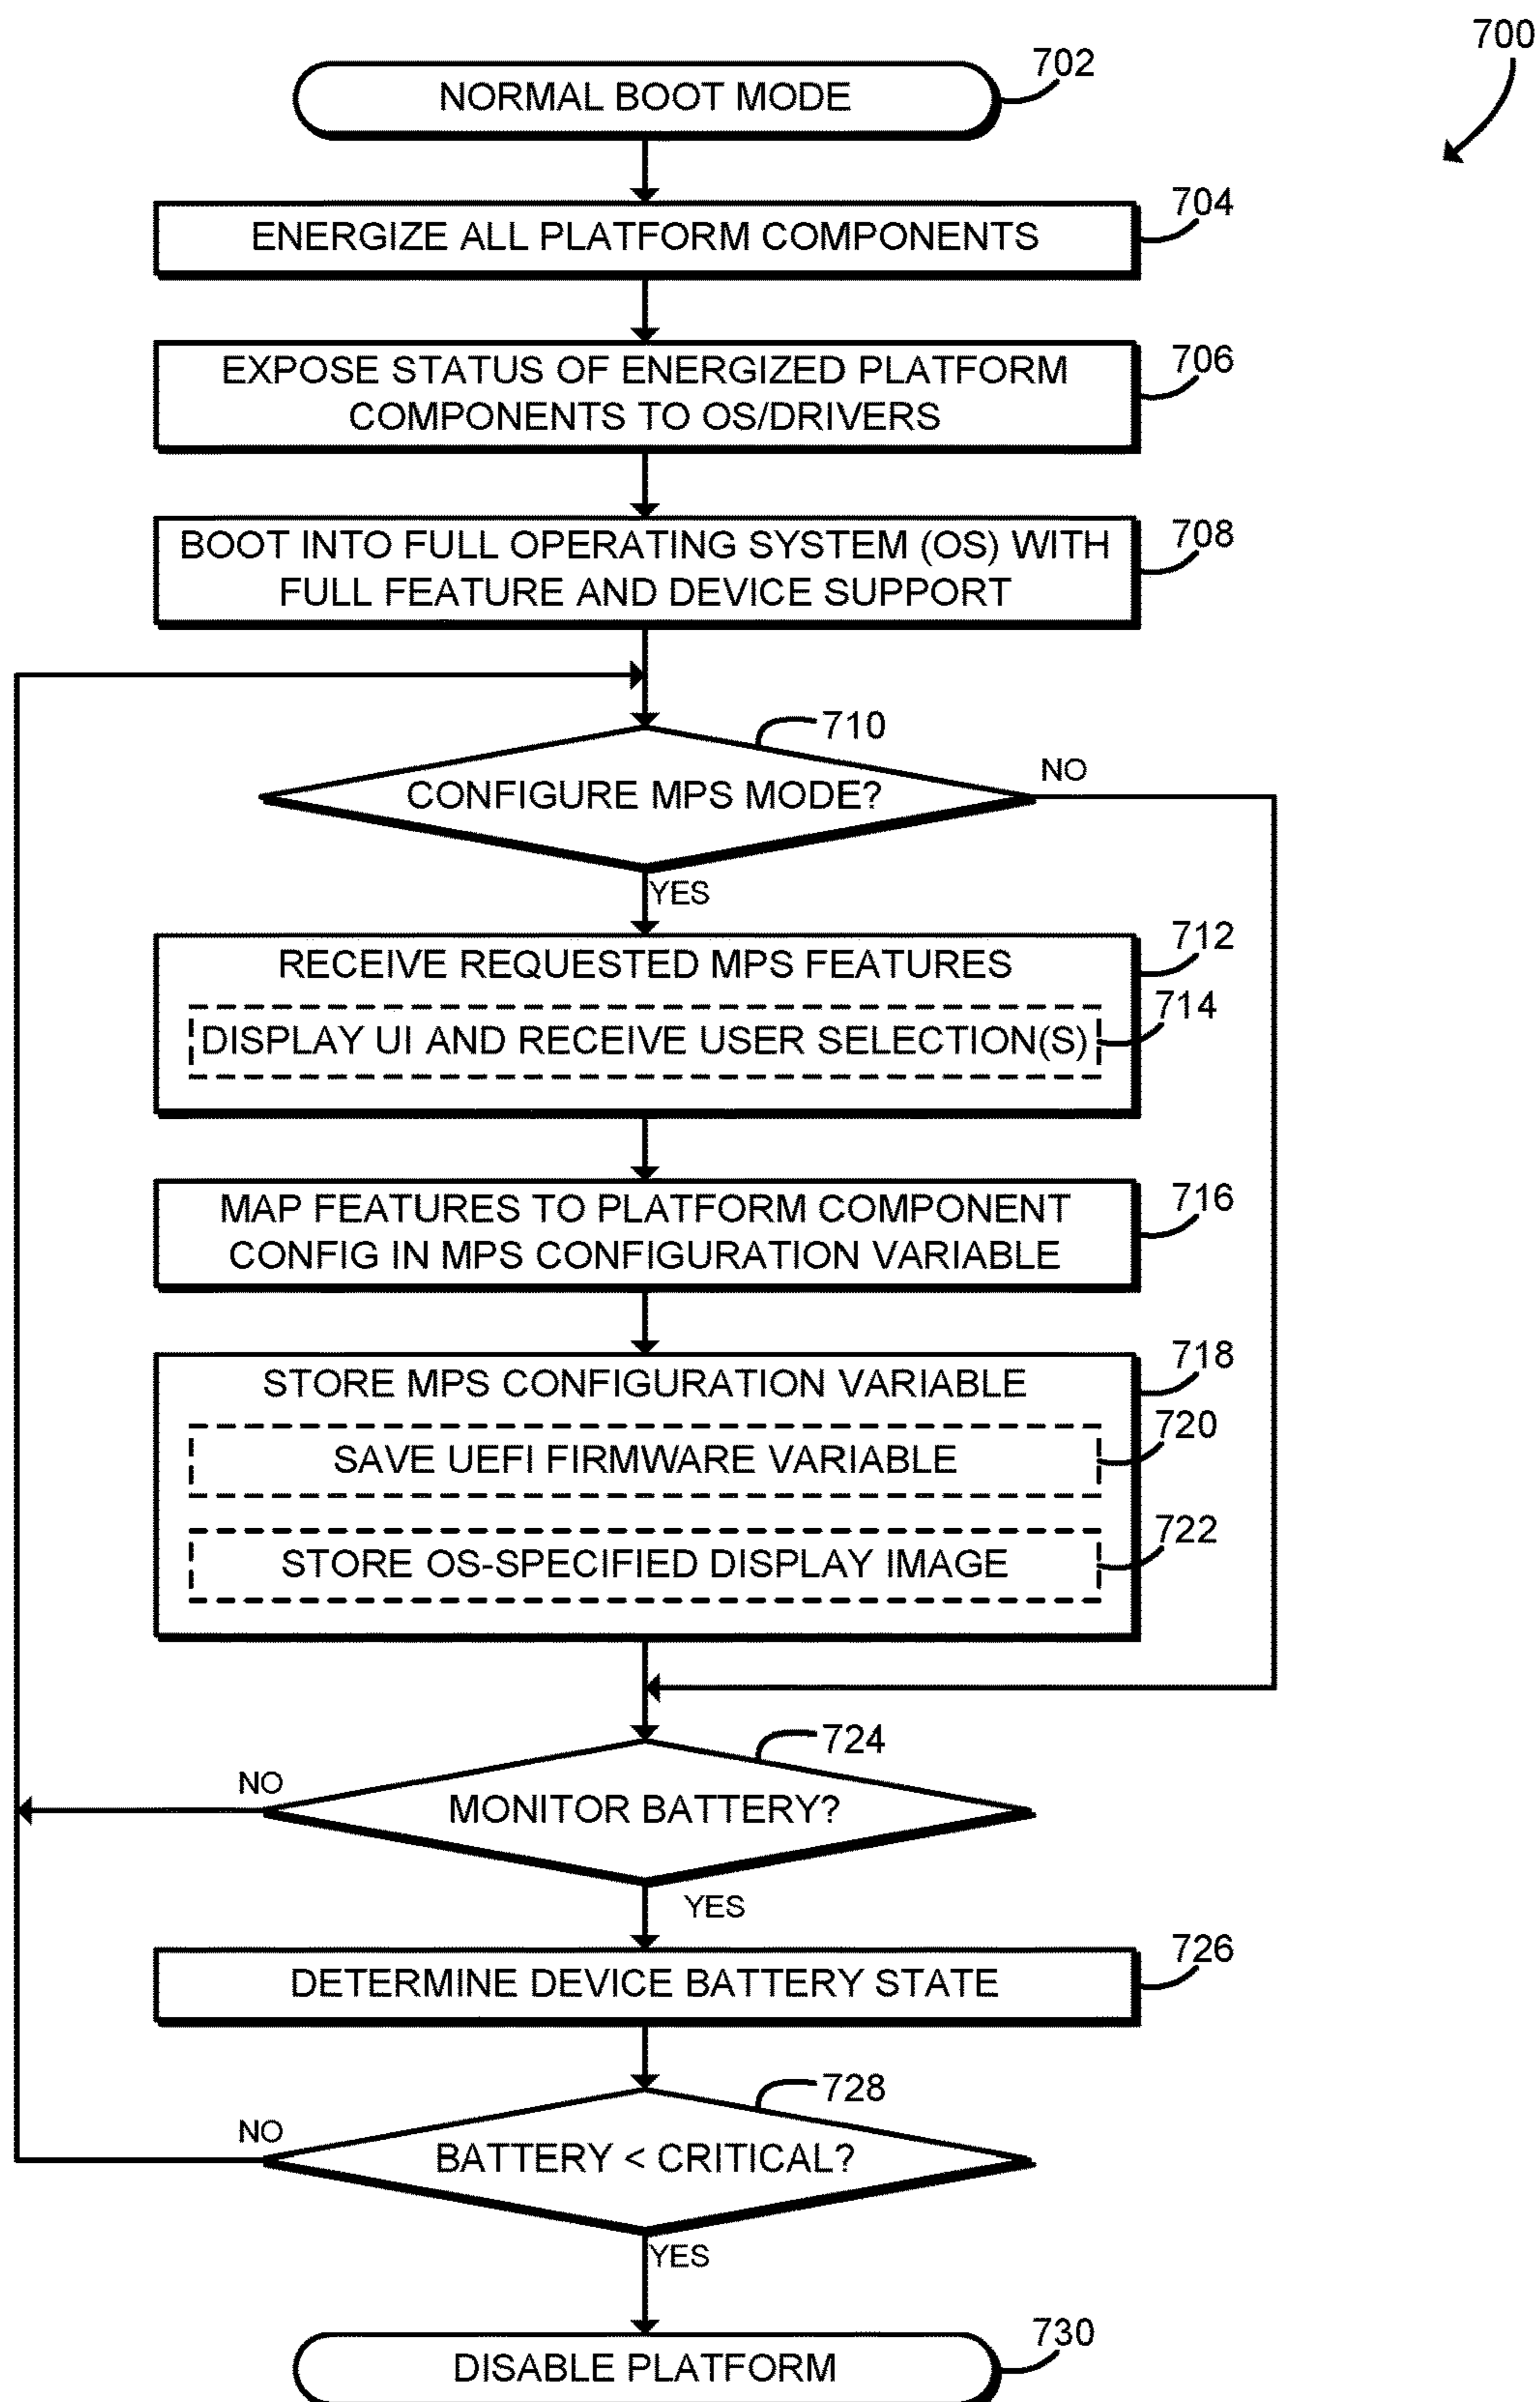 700
NORMAL BOOT MODE
702
ENERGIZE ALL PLATFORM COMPONENTS
704
EXPOSE STATUS OF ENERGIZED PLATFORM
COMPONENTS TO OS/DRIVERS
706
BOOT INTO FULL OPERATING SYSTEM (OS) WITH
FULL FEATURE AND DEVICE SUPPORT
708
710
CONFIGURE MPS MODE?
NO
YES
RECEIVE REQUESTED MPS FEATURES
712
DISPLAY UI AND RECEIVE USER SELECTION(S)
714
MAP FEATURES TO PLATFORM COMPONENT
CONFIG IN MPS CONFIGURATION VARIABLE
716
STORE MPS CONFIGURATION VARIABLE
718
SAVE UEFI FIRMWARE VARIABLE
720
STORE OS-SPECIFIED DISPLAY IMAGE
722
724
MONITOR BATTERY?
NO
YES
DETERMINE DEVICE BATTERY STATE
726
728
BATTERY < CRITICAL?
NO
YES
DISABLE PLATFORM
730